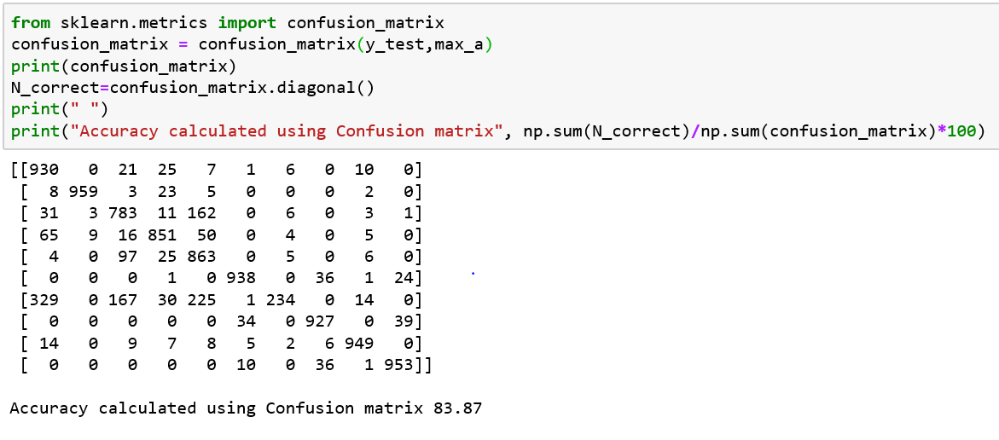 from sklearn.metrics import confusion_matrix
confusion_matrix = confusion_matrix(y_test,max_a)
print(confusion_matrix)
N_correct=confusion_matrix.diagonal()
print(" ")
print("Accuracy calculated using Confusion matrix", np.sum(N_correct)/np.sum(confusion_matrix)*100)
[[930   0  21  25   7   1   6   0  10   0]
 [  8 959   3  23   5   0   0   0   2   0]
 [ 31   3 783  11 162   0   6   0   3   1]
 [ 65   9  16 851  50   0   4   0   5   0]
 [  4   0  97  25 863   0   5   0   6   0]
 [  0   0   0   1   0 938   0  36   1  24]
 [329   0 167  30 225   1 234   0  14   0]
 [  0   0   0   0   0  34   0 927   0  39]
 [ 14   0   9   7   8   5   2   6 949   0]
 [  0   0   0   0   0  10   0  36   1 953]]
Accuracy calculated using Confusion matrix 83.87